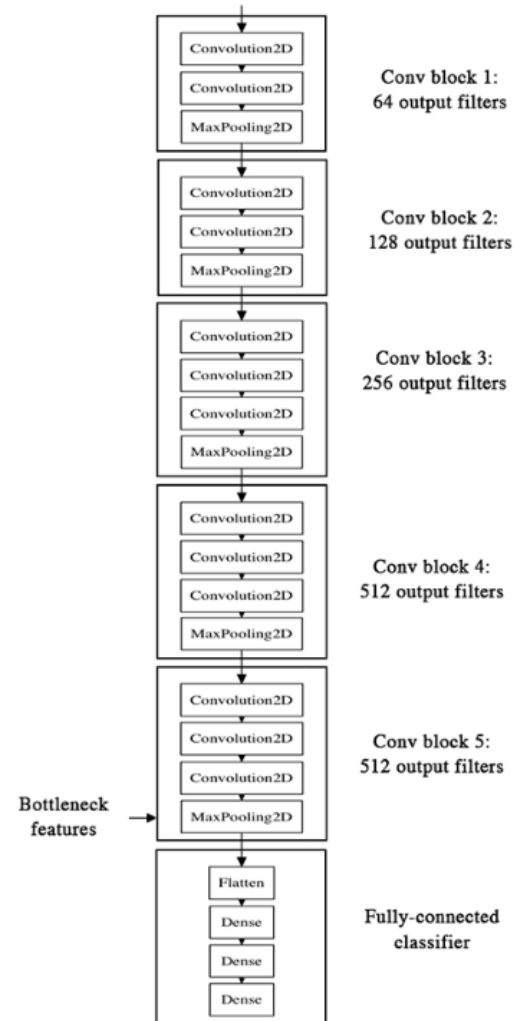 Convolution2D
Convolution2D
MaxPooling2D
Conv block 1:
64 output filters
Convolution2D
Convolution2D
MaxPooling2D
Conv block 2:
128 output filters
Convolution2D
Convolution2D
Convolution2D
MaxPooling2D
Conv block 3:
256 output filters
Convolution2D
Convolution2D
Convolution2D
MaxPooling2D
Conv block 4:
512 output filters
Convolution2D
Convolution2D
Convolution2D
MaxPooling2D
Conv block 5:
512 output filters
Bottleneck
features
Flatten
Dense
Dense
Dense
Fully-connected
classifier